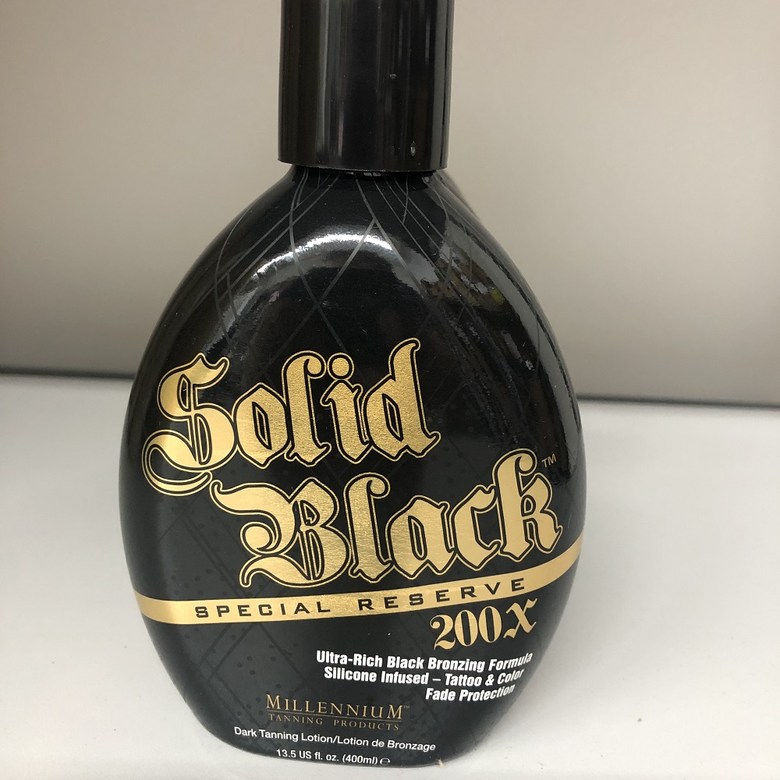 Solid
Black™
SPECIAL RESERVE
200X
Ultra-Rich Black Bronzing Formula
Silicone Infused – Tattoo & Color
Fade Protection
MILLENNIUM™
TANNING PRODUCTS
Dark Tanning Lotion/Lotion de Bronzage
13.5 US fl. oz. (400ml) ℮